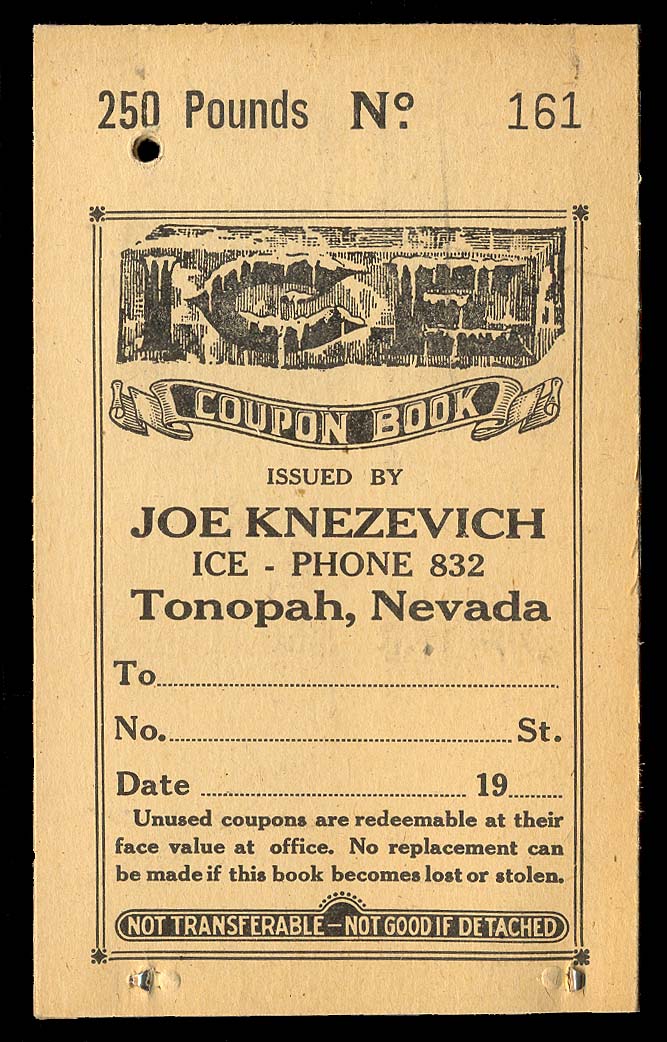 250 Pounds Nº 161
ICE
COUPON BOOK
ISSUED BY
JOE KNEZEVICH
ICE - PHONE 832
Tonopah, Nevada
To
No. St.
Date 19
Unused coupons are redeemable at their
face value at office. No replacement can
be made if this book becomes lost or stolen.
NOT TRANSFERABLE — NOT GOOD IF DETACHED